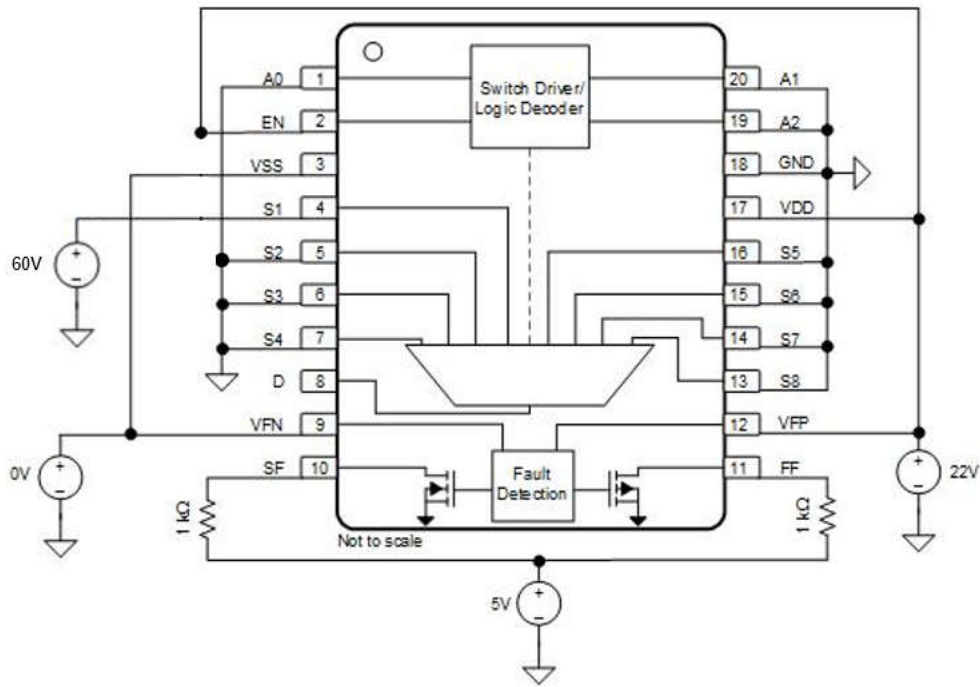 Switch Driver/
Logic Decoder
A0 1
EN 2
VSS 3
S1 4
S2 5
S3 6
S4 7
D 8
VFN 9
SF 10
20 A1
19 A2
18 GND
17 VDD
16 S5
15 S6
14 S7
13 S8
12 VFP
11 FF
60V
+
−
0V
+
−
22V
+
−
Fault
Detection
1 kΩ
1 kΩ
Not to scale
5V
+
−